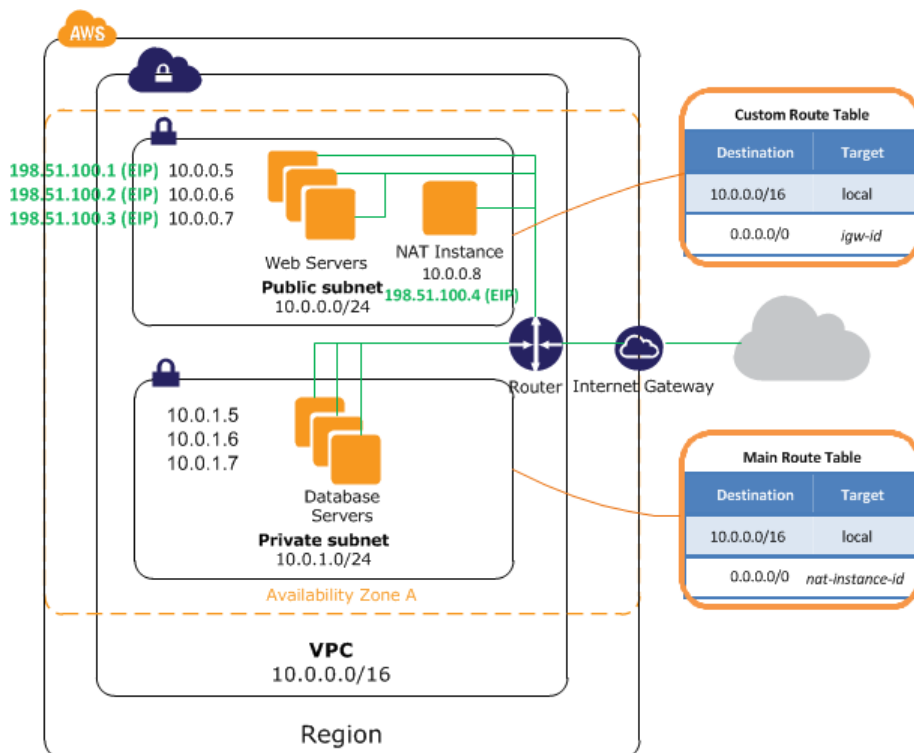 AWS
198.51.100.1 (EIP) 10.0.0.5
198.51.100.2 (EIP) 10.0.0.6
198.51.100.3 (EIP) 10.0.0.7
Web Servers
NAT Instance
10.0.0.8
198.51.100.4 (EIP)
Public subnet
10.0.0.0/24
Custom Route Table
Destination Target
10.0.0.0/16 local
0.0.0.0/0 igw-id
Router
Internet Gateway
10.0.1.5
10.0.1.6
10.0.1.7
Database
Servers
Private subnet
10.0.1.0/24
Main Route Table
Destination Target
10.0.0.0/16 local
0.0.0.0/0 nat-instance-id
Availability Zone A
VPC
10.0.0.0/16
Region